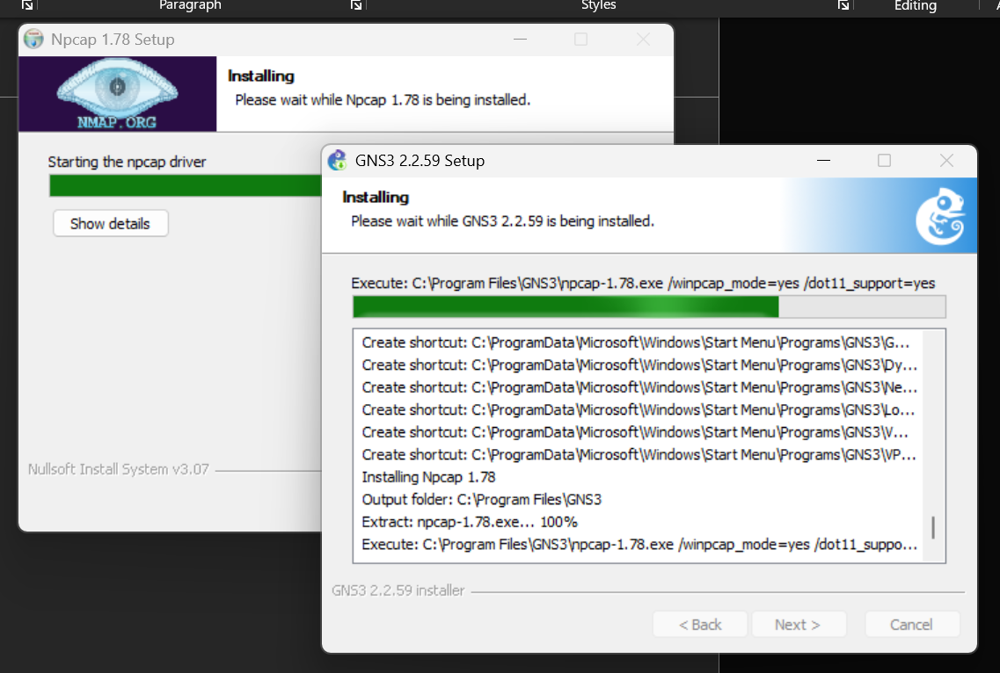 Paragraph
Styles
Editing
Npcap 1.78 Setup
NMAP.ORG
Installing
Please wait while Npcap 1.78 is being installed.
Starting the npcap driver
Show details
Nullsoft Install System v3.07
GNS3 2.2.59 Setup
Installing
Please wait while GNS3 2.2.59 is being installed.
Execute: C:\Program Files\GNS3\npcap-1.78.exe /winpcap_mode=yes /dot11_support=yes
Create shortcut: C:\ProgramData\Microsoft\Windows\Start Menu\Programs\GNS3\G...
Create shortcut: C:\ProgramData\Microsoft\Windows\Start Menu\Programs\GNS3\Dy...
Create shortcut: C:\ProgramData\Microsoft\Windows\Start Menu\Programs\GNS3\Ne...
Create shortcut: C:\ProgramData\Microsoft\Windows\Start Menu\Programs\GNS3\Lo...
Create shortcut: C:\ProgramData\Microsoft\Windows\Start Menu\Programs\GNS3\V...
Create shortcut: C:\ProgramData\Microsoft\Windows\Start Menu\Programs\GNS3\VP...
Installing Npcap 1.78
Output folder: C:\Program Files\GNS3
Extract: npcap-1.78.exe... 100%
Execute: C:\Program Files\GNS3\npcap-1.78.exe /winpcap_mode=yes /dot11_suppo...
GNS3 2.2.59 installer
< Back
Next >
Cancel